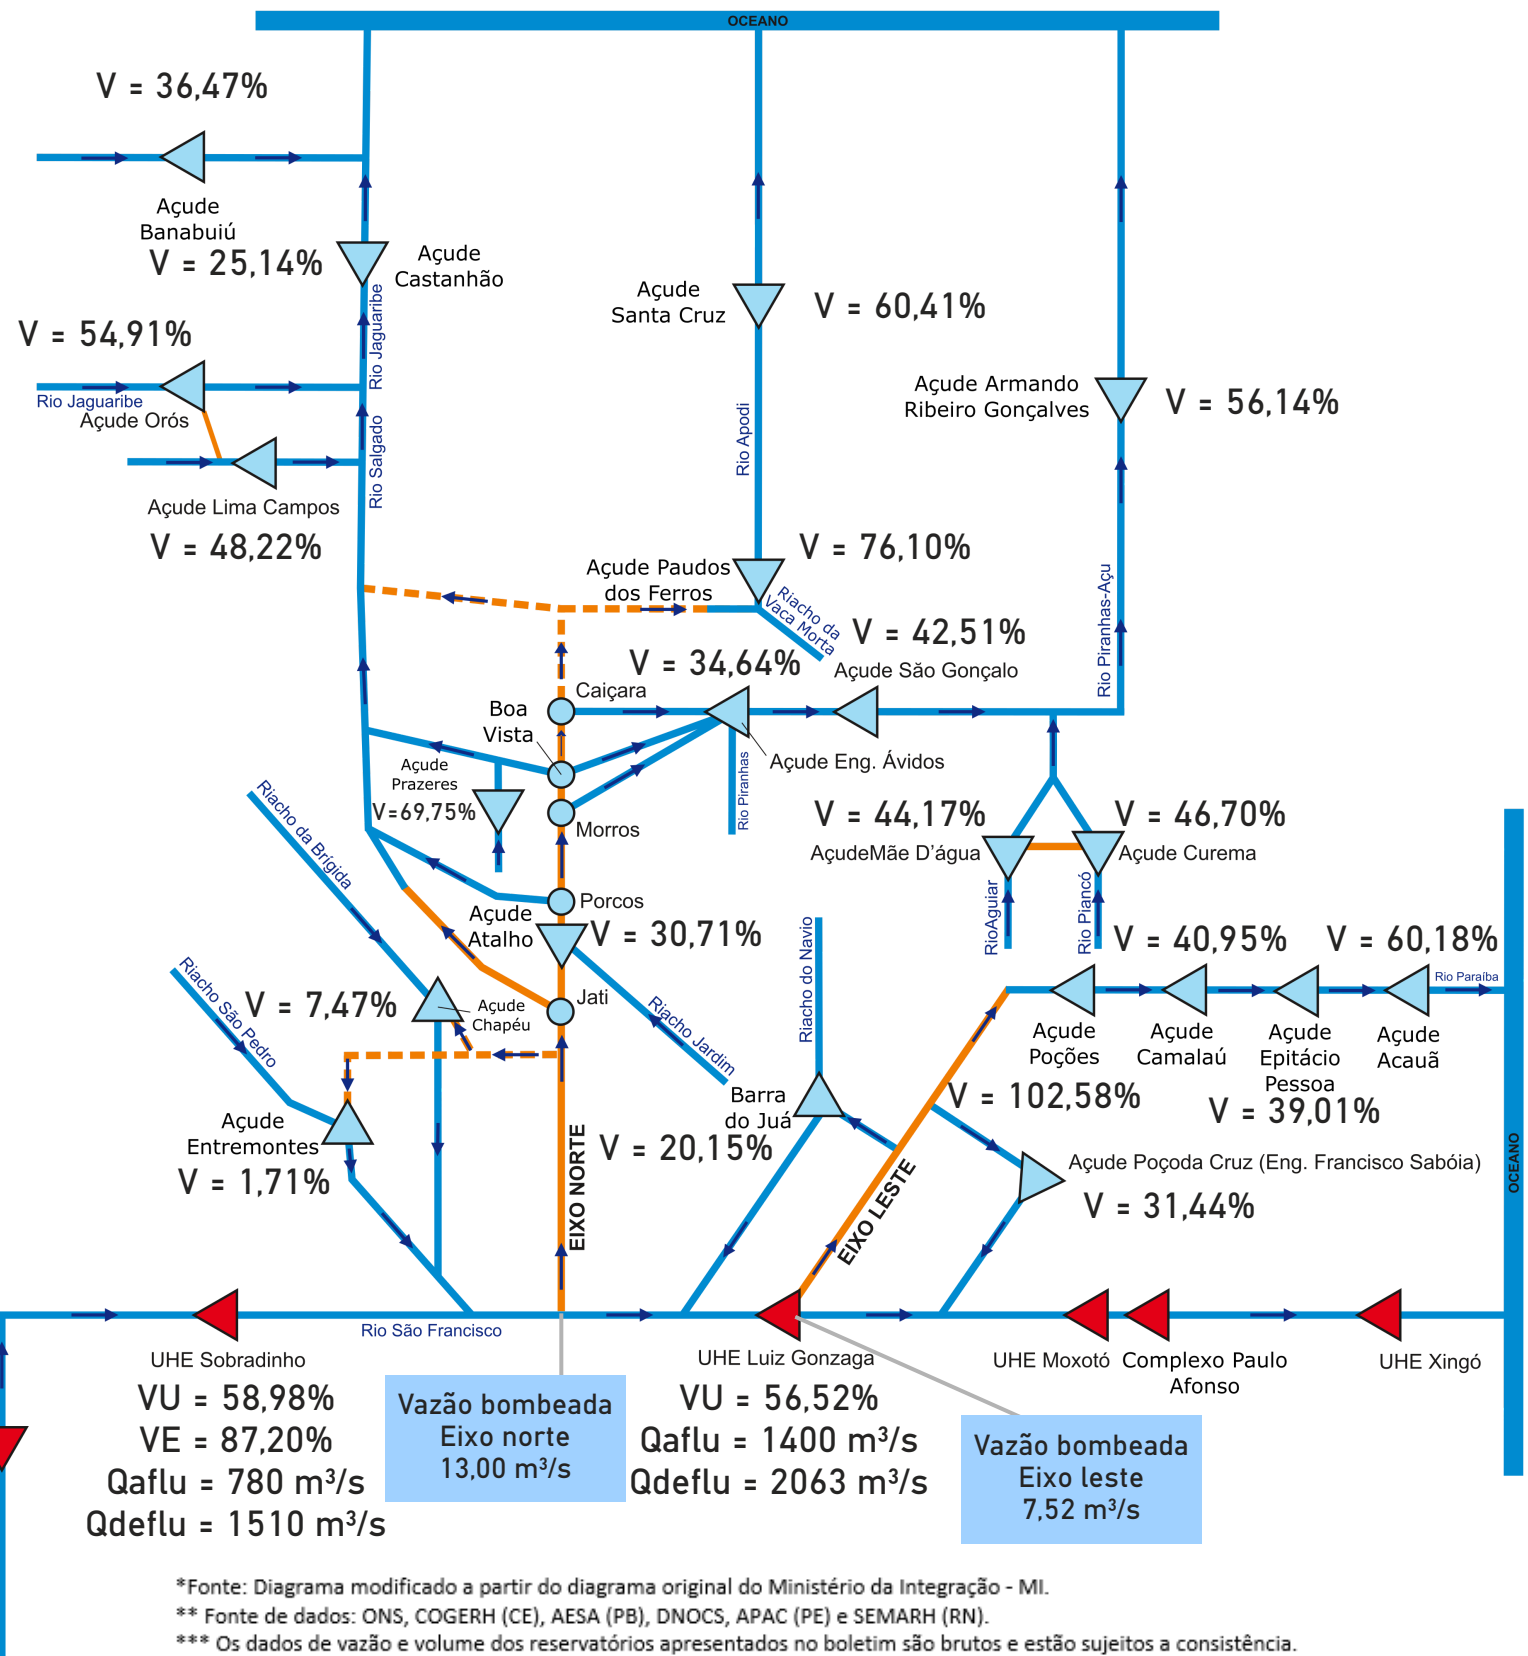 OCEANO
V = 36,47%
Açude
Banabuiú
V = 25,14%
Açude
Castanhão
Rio Jaguaribe
V = 54,91%
Rio Jaguaribe
Açude Orós
Rio Salgado
Açude Lima Campos
V = 48,22%
Açude
Santa Cruz
V = 60,41%
Rio Apodi
Açude Armando
Ribeiro Gonçalves
V = 56,14%
Rio Piranhas-Açu
Açude Paudos
dos Ferros
V = 76,10%
Riacho da
Vaca Morta
V = 42,51%
Açude São Gonçalo
V = 34,64%
Caiçara
Boa
Vista
Açude Eng. Ávidos
Rio Piranhas
Açude
Prazeres
V=69,75%
Morros
Riacho da Brígida
Porcos
Açude
Atalho
V = 30,71%
Jati
Riacho Jardim
V = 44,17%
AçudeMãe D'água
V = 46,70%
Açude Curema
RioAguiar
Rio Piancó
Riacho do Navio
V = 40,95%
V = 60,18%
Rio Paraíba
Açude
Poções
Açude
Camalaú
Açude
Epitácio
Pessoa
Açude
Acauã
V = 102,58%
V = 39,01%
Riacho São Pedro
V = 7,47%
Açude
Chapéu
Açude
Entremontes
V = 1,71%
Barra
do Juá
V = 20,15%
EIXO NORTE
EIXO LESTE
Açude Poçoda Cruz (Eng. Francisco Sabóia)
V = 31,44%
OCEANO
Rio São Francisco
UHE Sobradinho
VU = 58,98%
VE = 87,20%
Qaflu = 780 m³/s
Qdeflu = 1510 m³/s
Vazão bombeada
Eixo norte
13,00 m³/s
UHE Luiz Gonzaga
VU = 56,52%
Qaflu = 1400 m³/s
Qdeflu = 2063 m³/s
Vazão bombeada
Eixo leste
7,52 m³/s
UHE Moxotó
Complexo Paulo
Afonso
UHE Xingó
*Fonte: Diagrama modificado a partir do diagrama original do Ministério da Integração - MI.
** Fonte de dados: ONS, COGERH (CE), AESA (PB), DNOCS, APAC (PE) e SEMARH (RN).
*** Os dados de vazão e volume dos reservatórios apresentados no boletim são brutos e estão sujeitos a consistência.